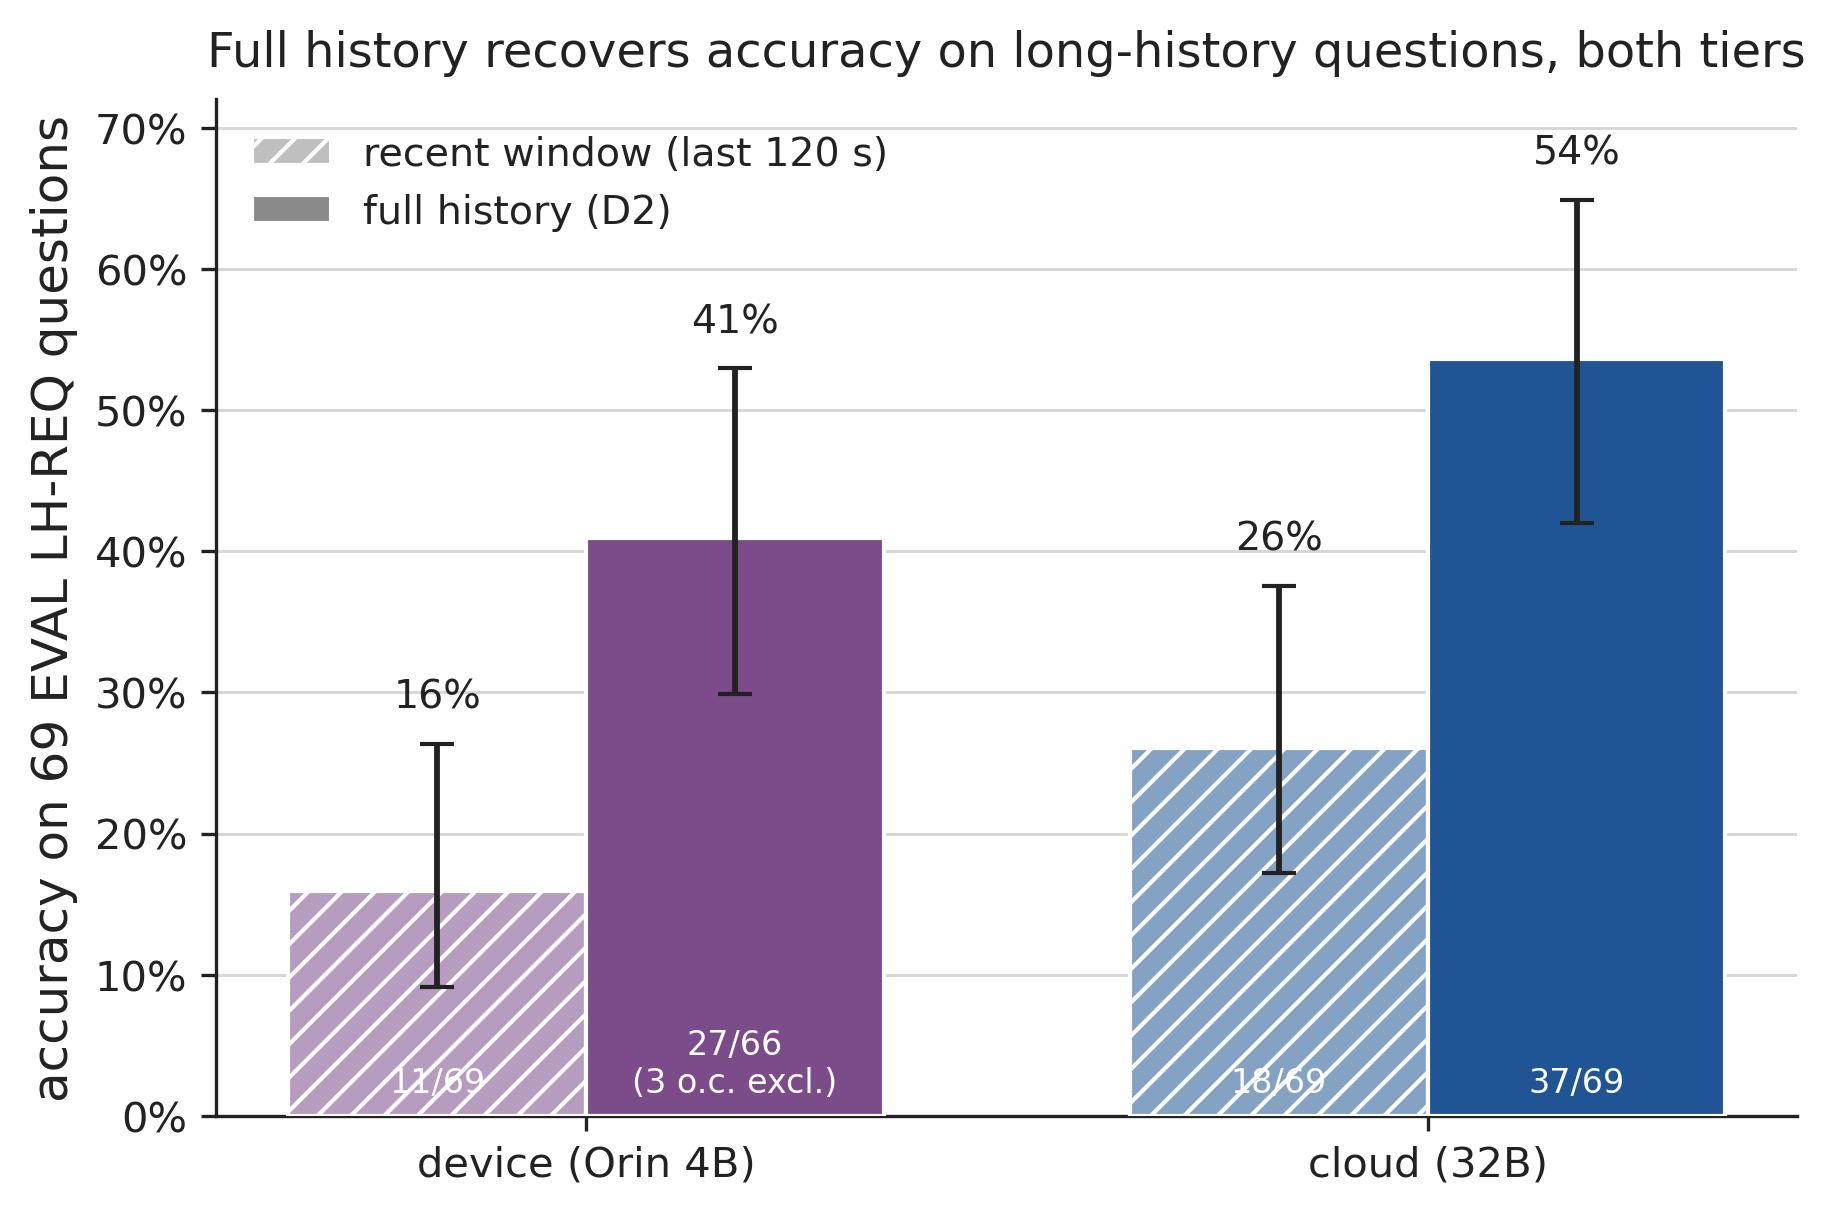 Full history recovers accuracy on long-history questions, both tiers
accuracy on 69 EVAL LH-REQ questions
70%
60%
50%
40%
30%
20%
10%
0%
recent window (last 120 s)
full history (D2)
16%
41%
26%
54%
11/69
27/66
(3 o.c. excl.)
18/69
37/69
device (Orin 4B)
cloud (32B)